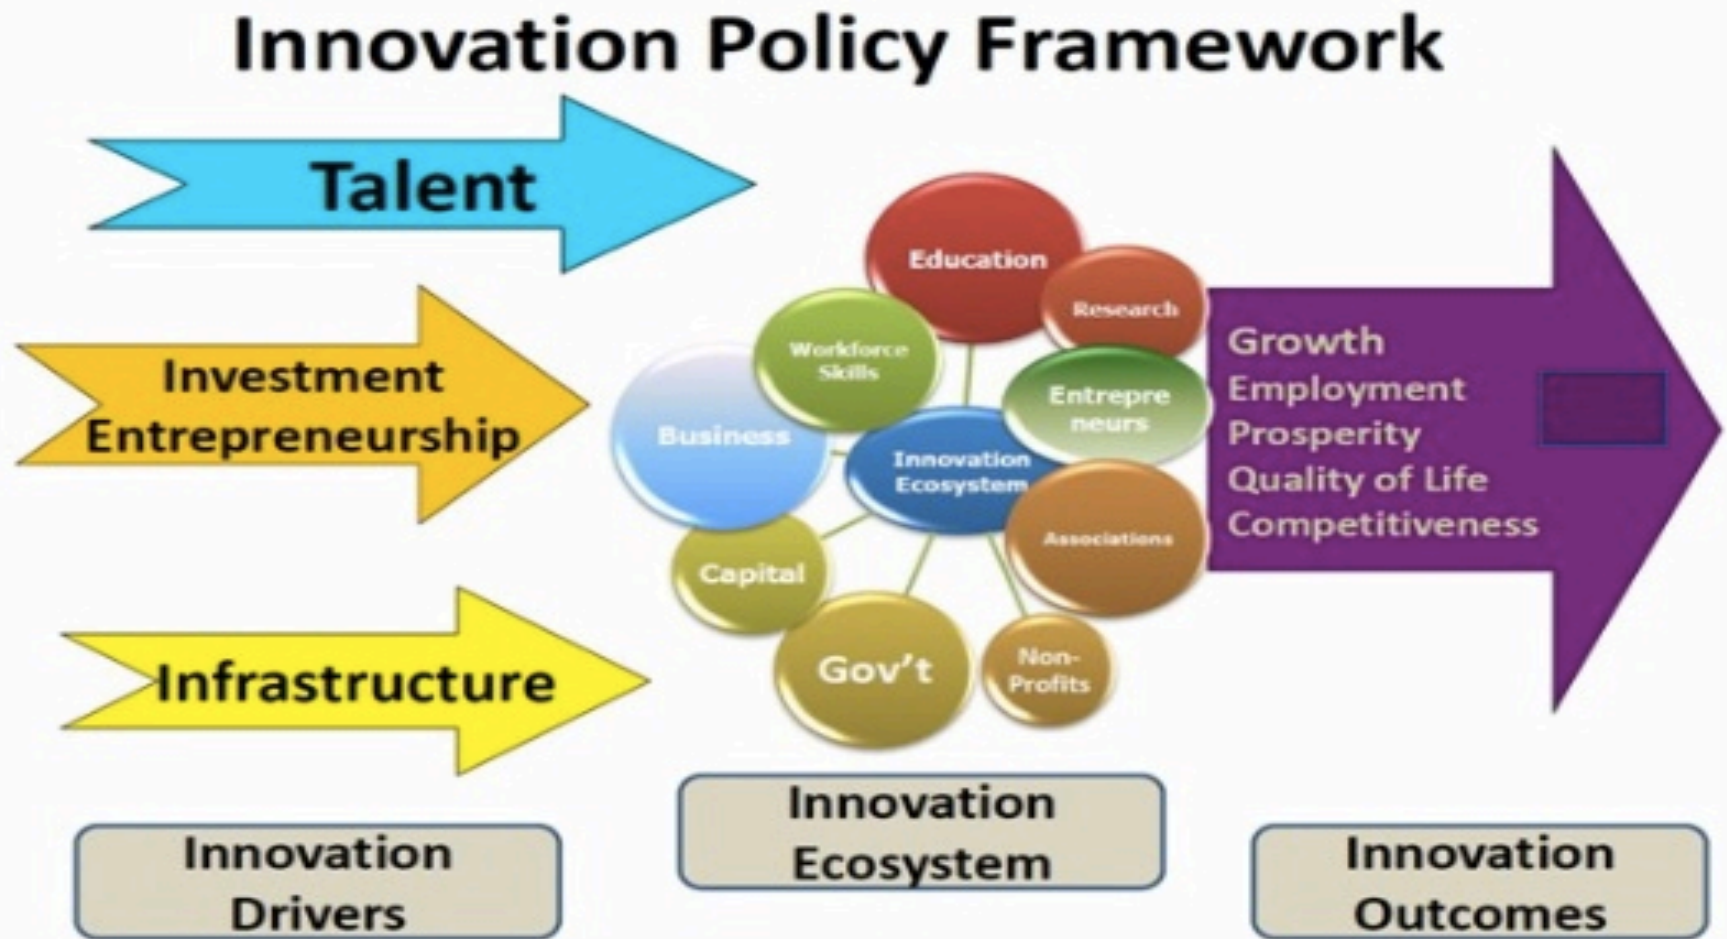 Innovation Policy Framework
Talent
Investment
Entrepreneurship
Infrastructure
Education
Research
Workforce
Skills
Entrepre
neurs
Business
Innovation
Ecosystem
Associations
Capital
Gov't
Non-
Profits
Growth
Employment
Prosperity
Quality of Life
Competitiveness
Innovation
Drivers
Innovation
Ecosystem
Innovation
Outcomes